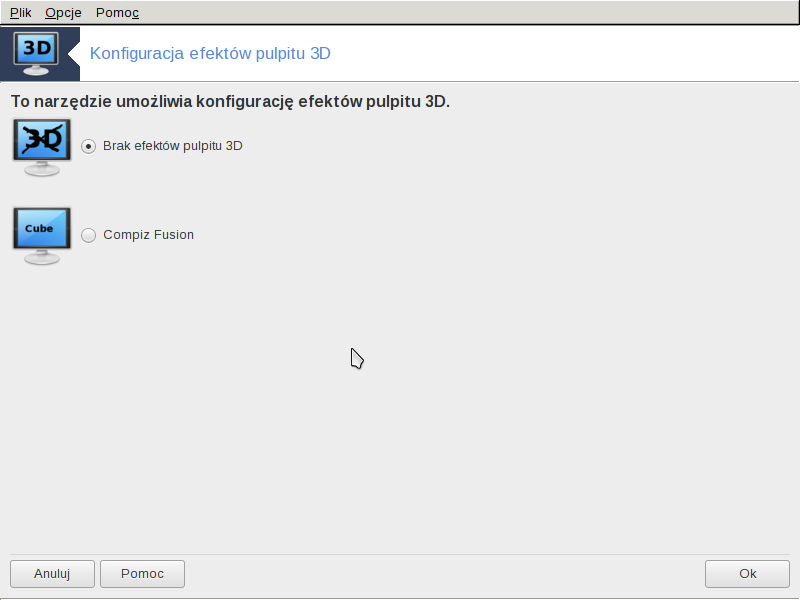 Plik Opcje Pomoc
3D
Konfiguracja efektów pulpitu 3D
To narzędzie umożliwia konfigurację efektów pulpitu 3D.
3D
Brak efektów pulpitu 3D
Cube
Compiz Fusion
Anuluj Pomoc Ok